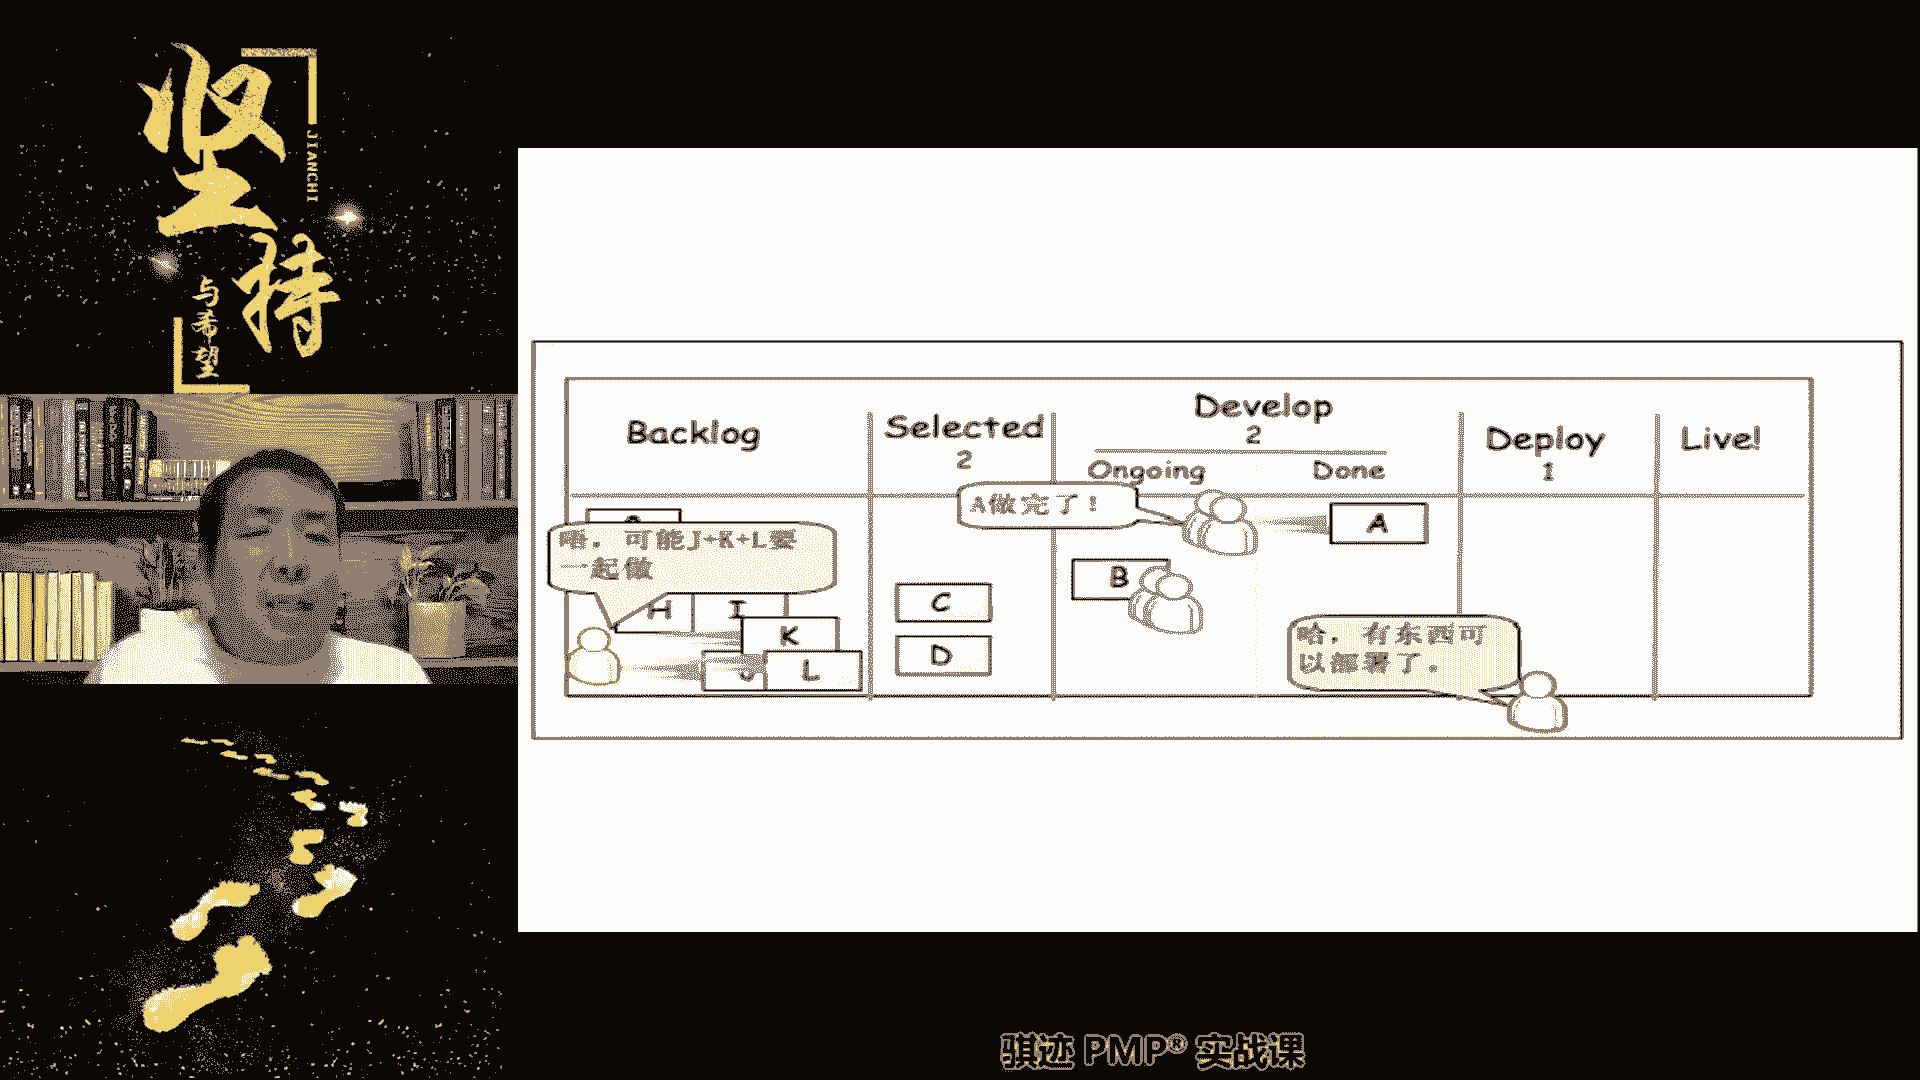 坚持
JIANCHI
与希望
Backlog
Selected
2
Develop
2
Ongoing
Done
Deploy
1
Live!
A做完了!
A
唔,可能J+K+L要
一起做
B
C
H
I
K
D
J
L
哈,有东西可
以部署了。
骐迹 PMP® 实战课